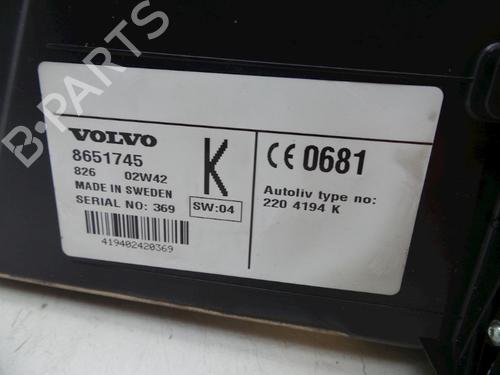 B-PARTS
VOLVO
8651745
826 02W42
MADE IN SWEDEN
SERIAL NO: 369
K
SW:04
419402420369
CE 0681
Autoliv type no:
220 4194 K